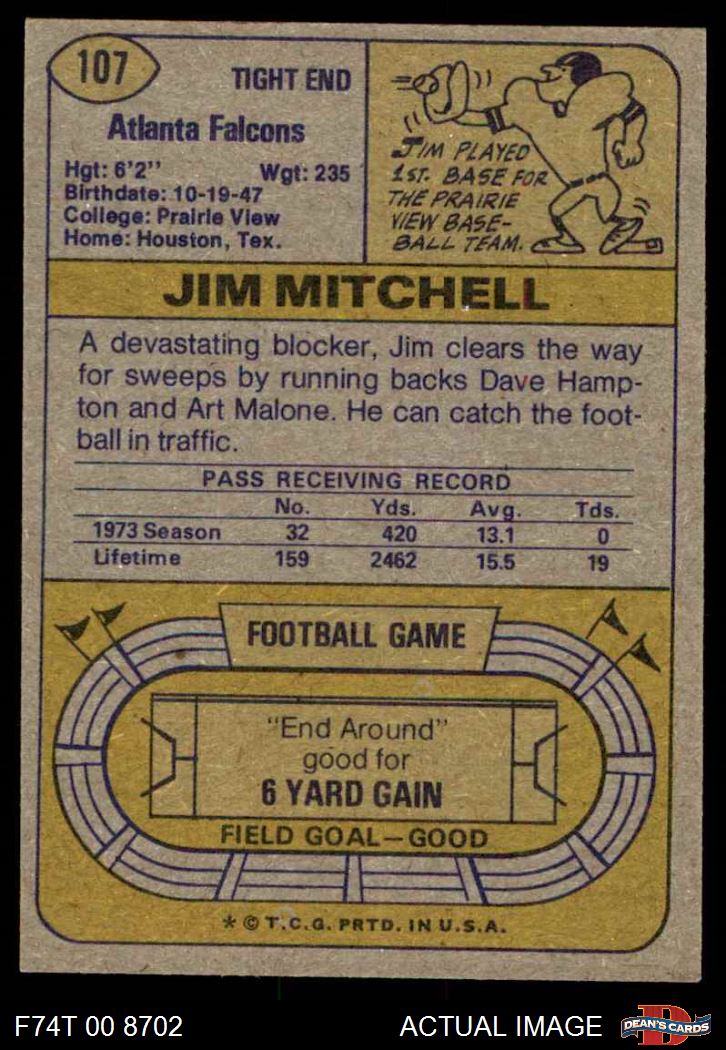 107
TIGHT END
Atlanta Falcons
Hgt: 6'2" Wgt: 235
Birthdate: 10-19-47
College: Prairie View
Home: Houston, Tex.
JIM PLAYED
1ST. BASE FOR
THE PRAIRIE
VIEW BASE-
BALL TEAM.
JIM MITCHELL
A devastating blocker, Jim clears the way
for sweeps by running backs Dave Hamp-
ton and Art Malone. He can catch the foot-
ball in traffic.
PASS RECEIVING RECORD
No. Yds. Avg. Tds.
1973 Season 32 420 13.1 0
Lifetime 159 2462 15.5 19
FOOTBALL GAME
"End Around"
good for
6 YARD GAIN
FIELD GOAL—GOOD
* © T.C.G. PRTD. IN U.S.A.
F74T 00 8702 ACTUAL IMAGE
D
DEAN'S CARDS